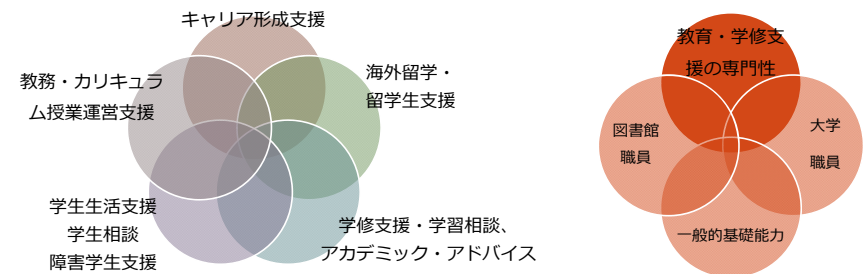 キャリア形成支援
海外留学・
留学生支援
学修支援・学習相談、
アカデミック・アドバイス
学生生活支援
学生相談
障害学生支援
教務・カリキュラ
ム授業運営支援
教育・学修支
援の専門性
大学
職員
一般的基礎能力
図書館
職員